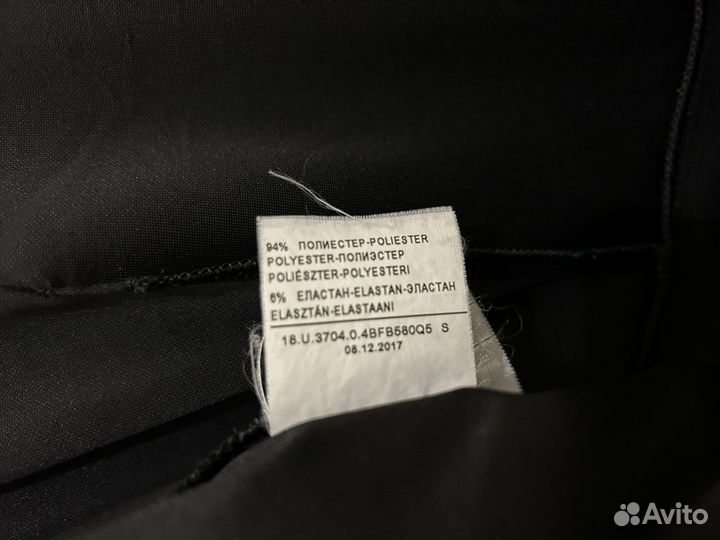 94% ПОЛИЕСТЕР-POLIESTER
POLYESTER-ПОЛИЭСТЕР
POLIÉSZTER-POLYESTERI
6% ЕЛАСТАН-ELASTAN-ЭЛАСТАН
ELASZTÁN-ELASTAANI
18.U.3704.0.4BFB580Q5 S
08.12.2017
Avito